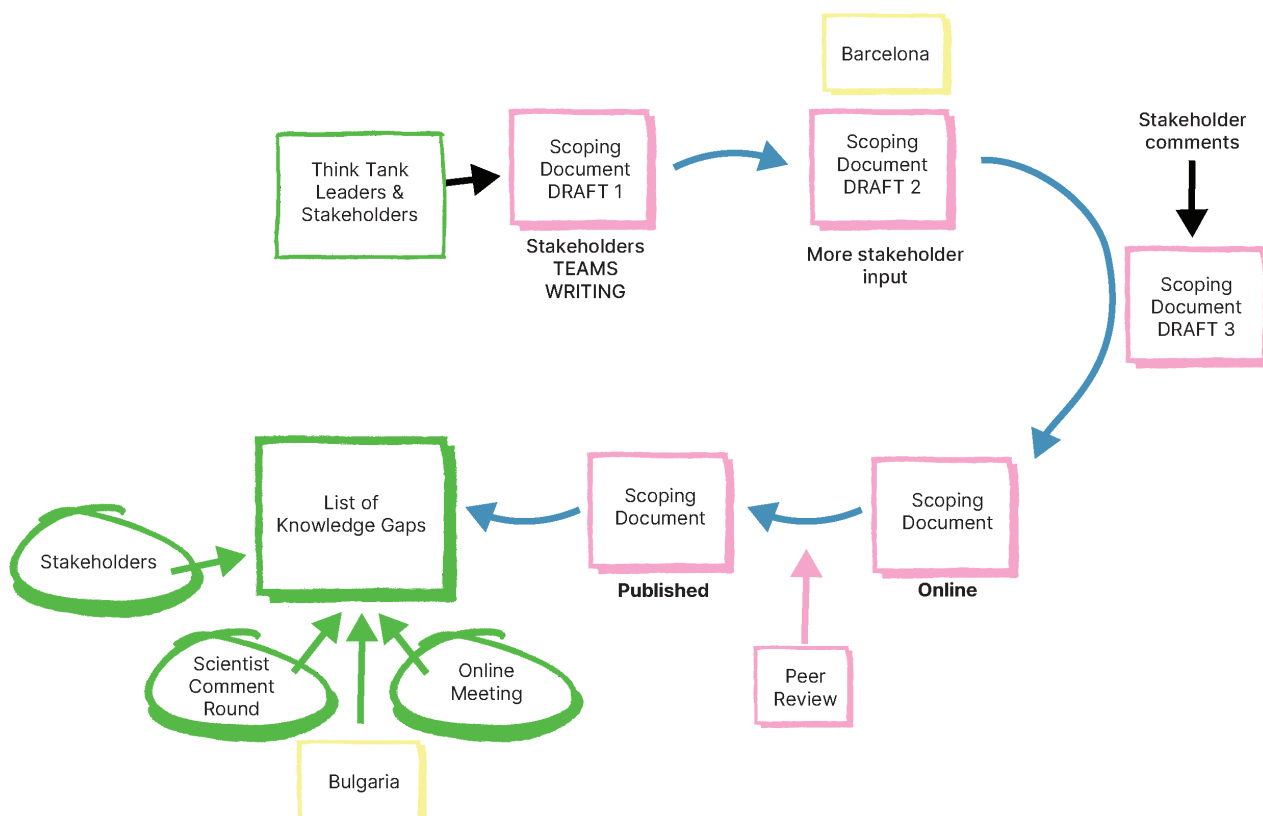 Barcelona
Think Tank
Leaders &
Stakeholders
Scoping
Document
DRAFT 1
Stakeholders
TEAMS
WRITING
Scoping
Document
DRAFT 2
More stakeholder
input
Stakeholder
comments
Scoping
Document
DRAFT 3
List of
Knowledge Gaps
Scoping
Document
Published
Scoping
Document
Online
Stakeholders
Scientist
Comment
Round
Online
Meeting
Peer
Review
Bulgaria